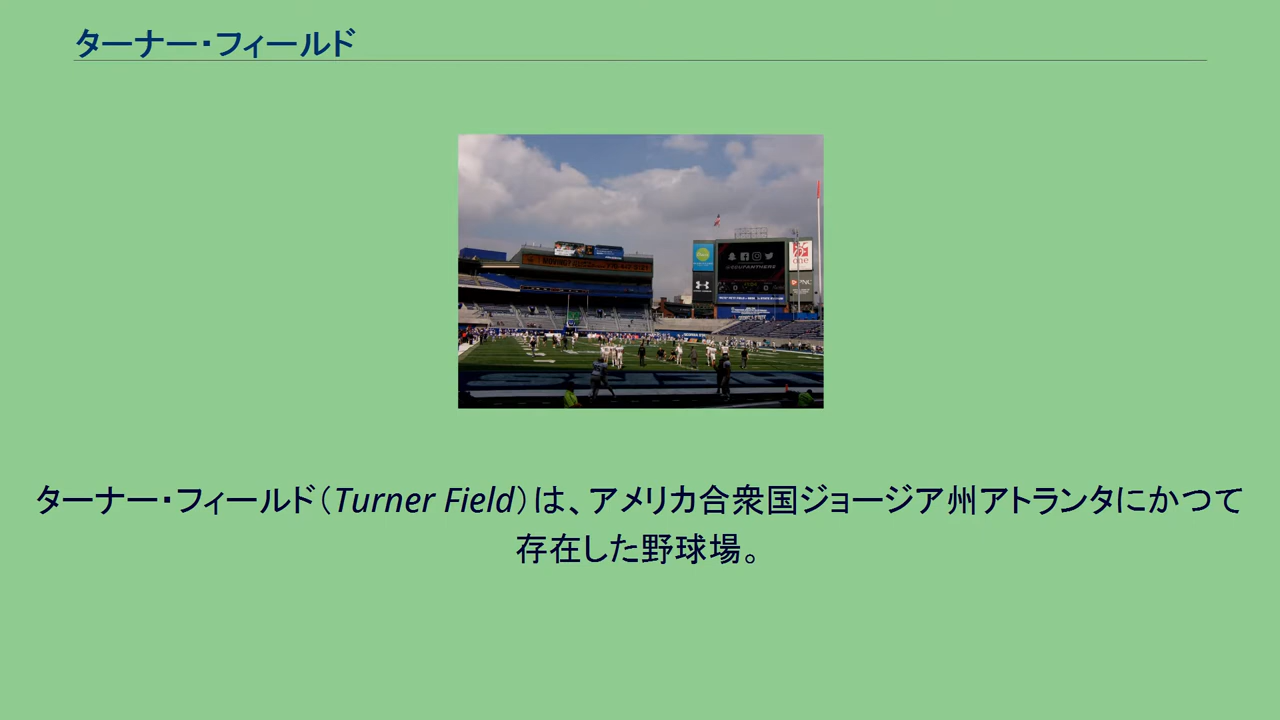 ターナー・フィールド
ターナー・フィールド（Turner Field）は、アメリカ合衆国ジョージア州アトランタにかつて
存在した野球場。